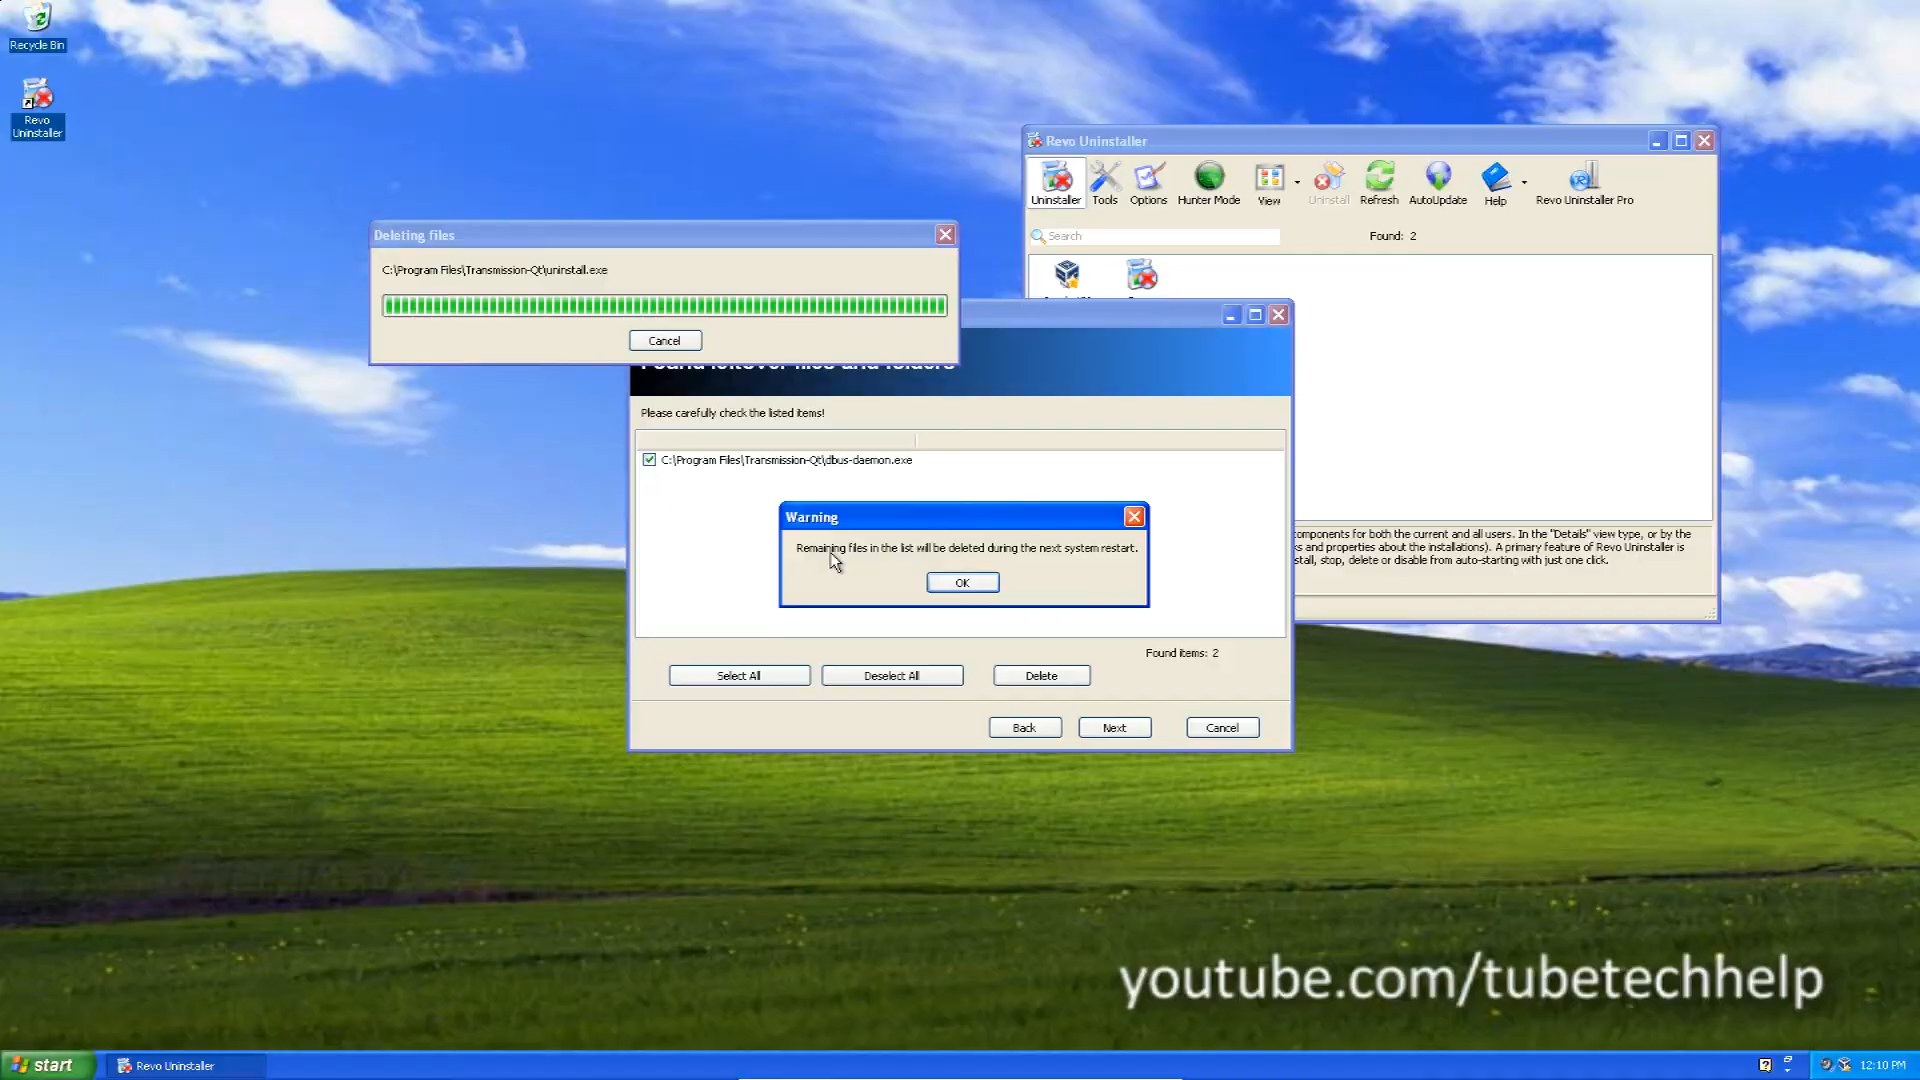 Recycle Bin
Revo
Uninstaller
Revo Uninstaller
Uninstaller
Tools
Options
Hunter Mode
View
Uninstall
Refresh
AutoUpdate
Help
Revo Uninstaller Pro
Search
Found: 2
Deleting files
C:\Program Files\Transmission-Qt\uninstall.exe
Cancel
Found leftover files and folders
Please carefully check the listed items!
C:\Program Files\Transmission-Qt\dbus-daemon.exe
Warning
Remaining files in the list will be deleted during the next system restart.
OK
omponents for both the current and all users. In the "Details" view type, or by the
s and properties about the installations). A primary feature of Revo Uninstaller is
stall, stop, delete or disable from auto-starting with just one click.
Found items: 2
Select All
Deselect All
Delete
Back
Next
Cancel
youtube.com/tubetechhelp
start
Revo Uninstaller
12:10 PM